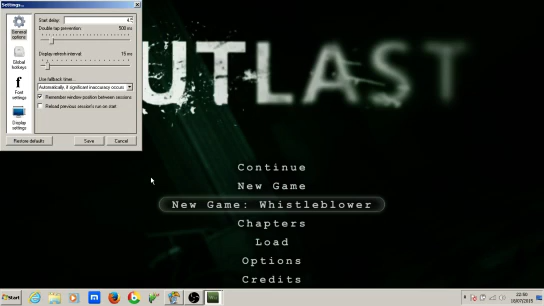 Settings...
Start delay:
Double tap prevention:
500 ms
Display refresh interval:
15 ms
Use fallback timer...
Automatically, if significant inaccuracy occurs
Remember window position between sessions
Reload previous session's run on start
General
options
Global
hotkeys
f
Font
settings
Display
settings
Restore defaults
Save
Cancel
OUTLAST
Continue
New Game
New Game: Whistleblower
Chapters
Load
Options
Credits
Start